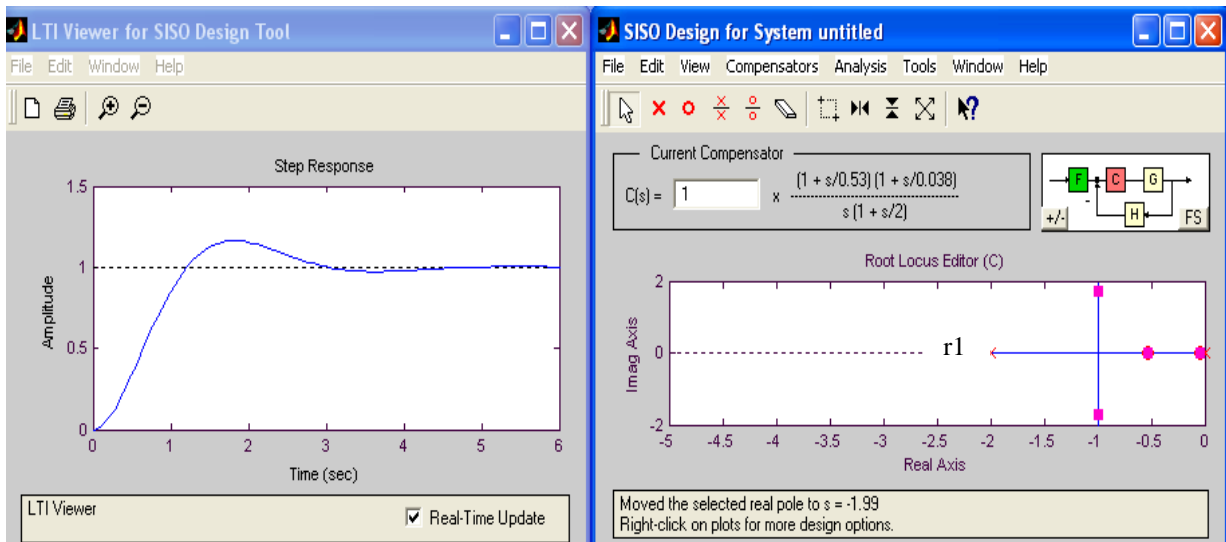 LTI Viewer for SISO Design Tool
File Edit Window Help
Step Response
1.5
1
0.5
0
Amplitude
0 1 2 3 4 5 6
Time (sec)
LTI Viewer
Real-Time Update
SISO Design for System untitled
File Edit View Compensators Analysis Tools Window Help
Current Compensator
C(s) = 1 x (1 + s/0.53) (1 + s/0.038)
s (1 + s/2)
F C G
H
+/- FS
Root Locus Editor (C)
2
0
-2
Imag Axis
r1
-5 -4.5 -4 -3.5 -3 -2.5 -2 -1.5 -1 -0.5 0
Real Axis
Moved the selected real pole to s = -1.99
Right-click on plots for more design options.